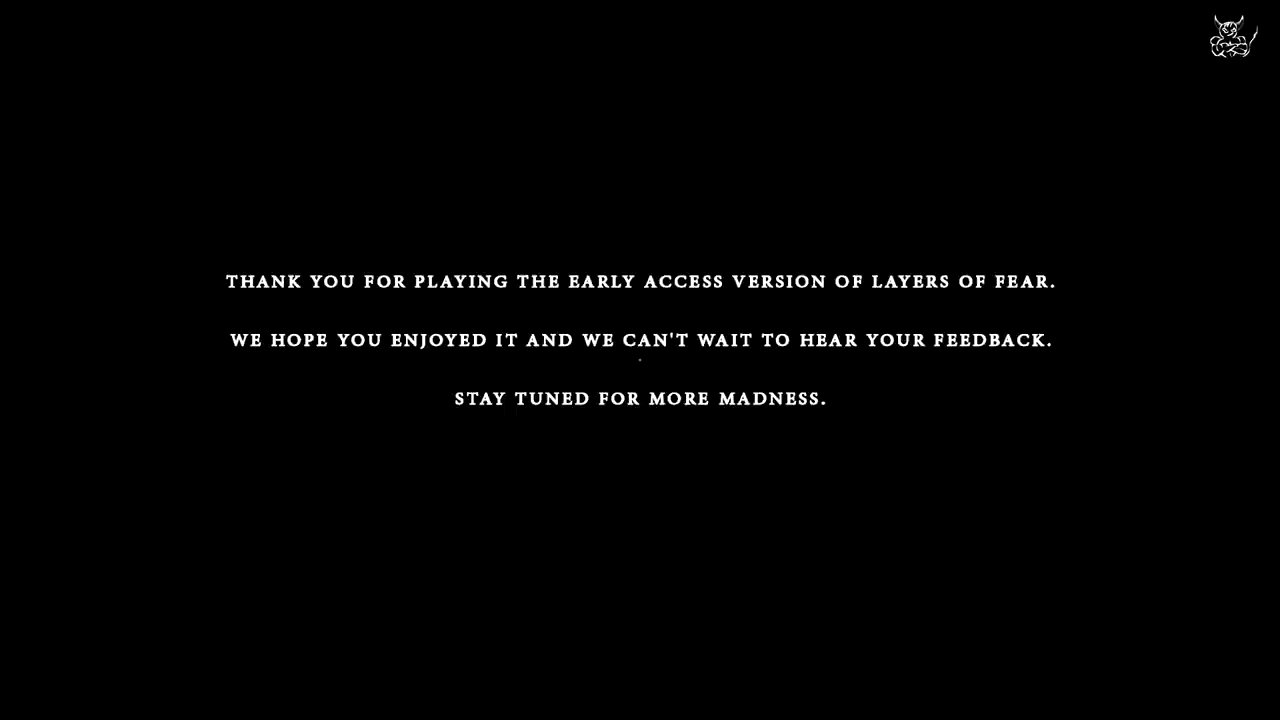 THANK YOU FOR PLAYING THE EARLY ACCESS VERSION OF LAYERS OF FEAR.
WE HOPE YOU ENJOYED IT AND WE CAN'T WAIT TO HEAR YOUR FEEDBACK.
STAY TUNED FOR MORE MADNESS.